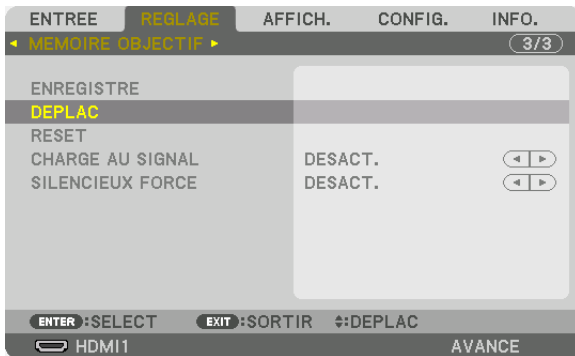 ENTREE REGLAGE AFFICH. CONFIG. INFO.
MEMOIRE OBJECTIF 3/3
ENREGISTRE
DEPLAC
RESET
CHARGE AU SIGNAL DESACT.
SILENCIEUX FORCE DESACT.
ENTER :SELECT EXIT :SORTIR :DEPLAC
HDMI1 AVANCE